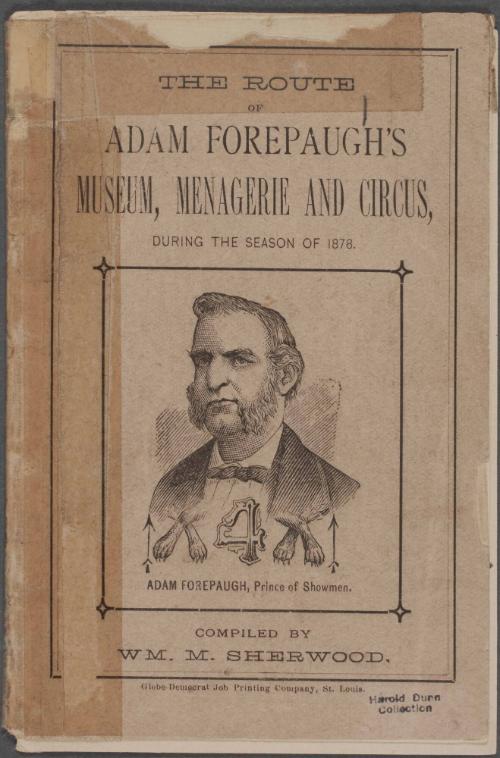 THE ROUTE
OF
ADAM FOREPAUGH'S
MUSEUM, MENAGERIE AND CIRCUS,
DURING THE SEASON OF 1878.
4
ADAM FOREPAUGH, Prince of Showmen.
COMPILED BY
WM. M. SHERWOOD.
Globe-Democrat Job Printing Company, St. Louis.
Harold Dunn
Collection